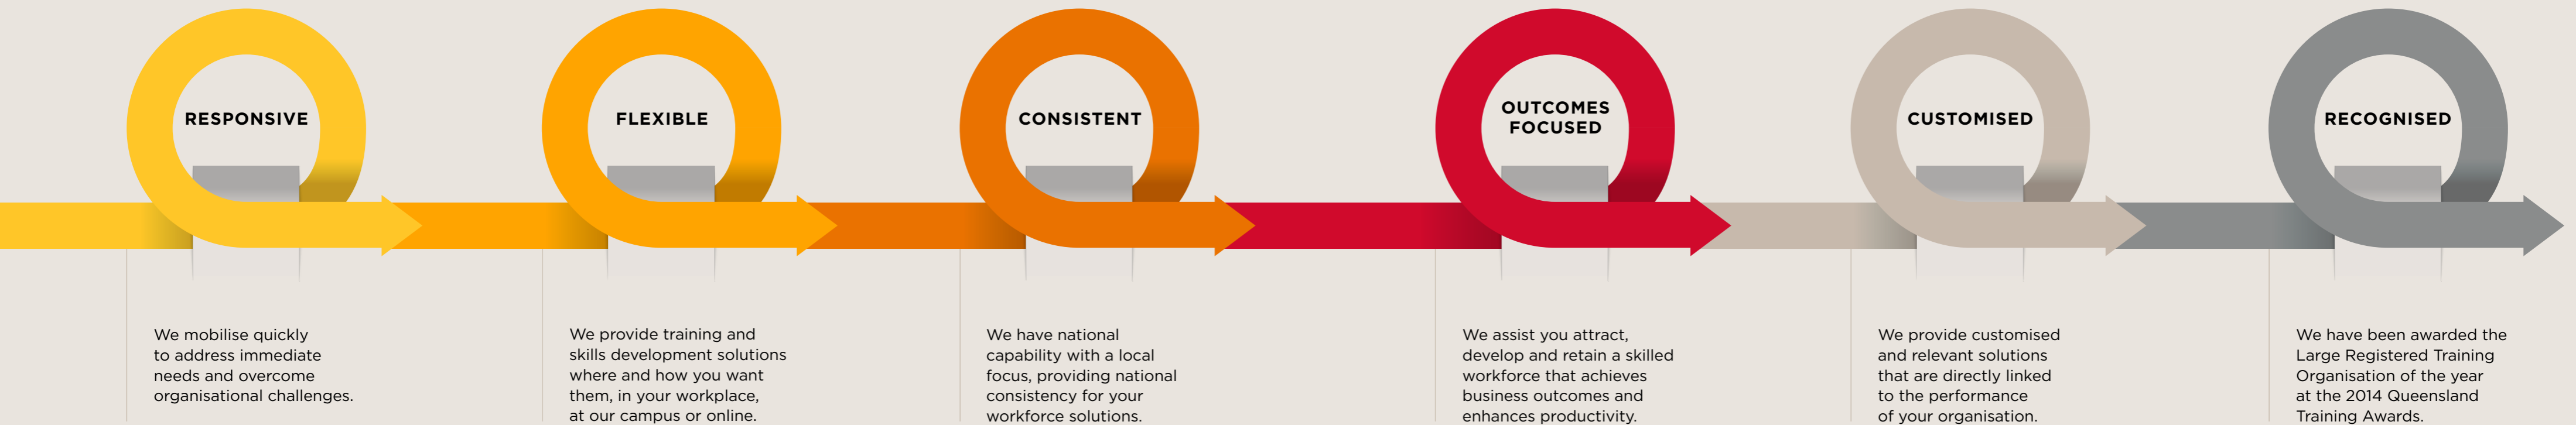 RESPONSIVE
We mobilise quickly
to address immediate
needs and overcome
organisational challenges.
FLEXIBLE
We provide training and
skills development solutions
where and how you want
them, in your workplace,
at our campus or online.
CONSISTENT
We have national
capability with a local
focus, providing national
consistency for your
workforce solutions.
OUTCOMES
FOCUSED
We assist you attract,
develop and retain a skilled
workforce that achieves
business outcomes and
enhances productivity.
CUSTOMISED
We provide customised
and relevant solutions
that are directly linked
to the performance
of your organisation.
RECOGNISED
We have been awarded the
Large Registered Training
Organisation of the year
at the 2014 Queensland
Training Awards.